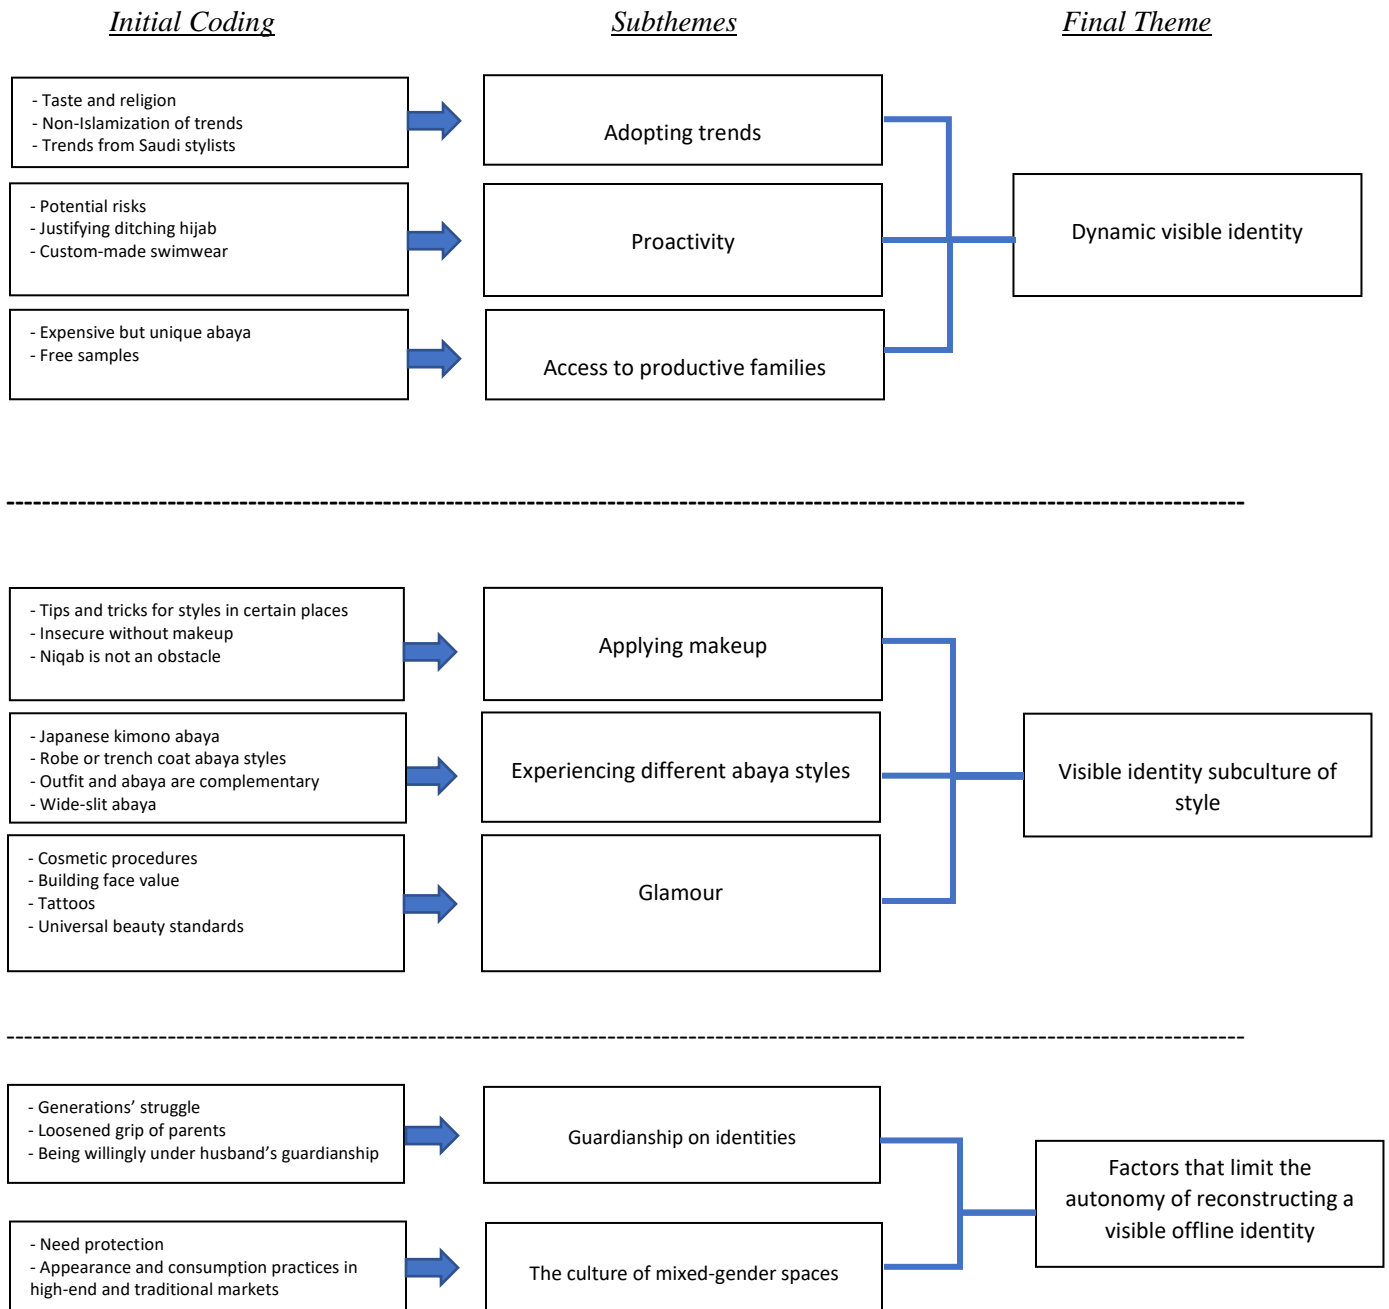 Initial Coding
Subthemes
Final Theme
- Taste and religion
- Non-Islamization of trends
- Trends from Saudi stylists
Adopting trends
- Potential risks
- Justifying ditching hijab
- Custom-made swimwear
Proactivity
- Expensive but unique abaya
- Free samples
Access to productive families
Dynamic visible identity
- Tips and tricks for styles in certain places
- Insecure without makeup
- Niqab is not an obstacle
Applying makeup
- Japanese kimono abaya
- Robe or trench coat abaya styles
- Outfit and abaya are complementary
- Wide-slit abaya
Experiencing different abaya styles
- Cosmetic procedures
- Building face value
- Tattoos
- Universal beauty standards
Glamour
Visible identity subculture of
style
- Generations’ struggle
- Loosened grip of parents
- Being willingly under husband’s guardianship
Guardianship on identities
- Need protection
- Appearance and consumption practices in
high-end and traditional markets
The culture of mixed-gender spaces
Factors that limit the
autonomy of reconstructing a
visible offline identity